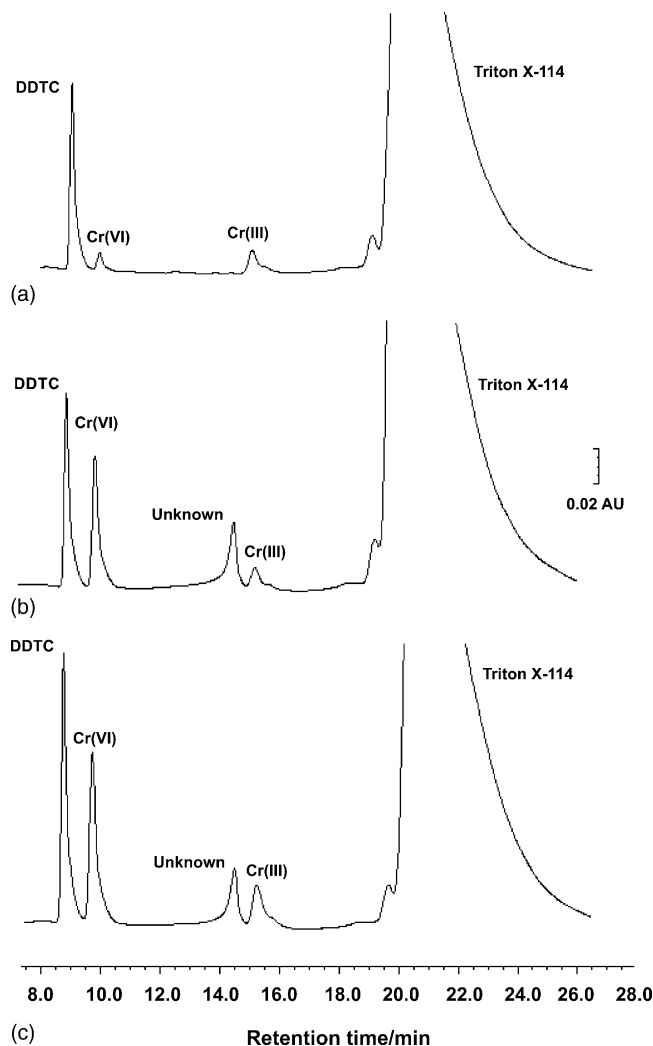 Triton X-114
DDTC
Cr(VI)
Cr(III)
(a)
DDTC
Triton X-114
Cr(VI)
0.02 AU
Unknown
Cr(III)
(b)
DDTC
Triton X-114
Cr(VI)
Unknown
Cr(III)
8.0 10.0 12.0 14.0 16.0 18.0 20.0 22.0 24.0 26.0 28.0
(c)
Retention time/min